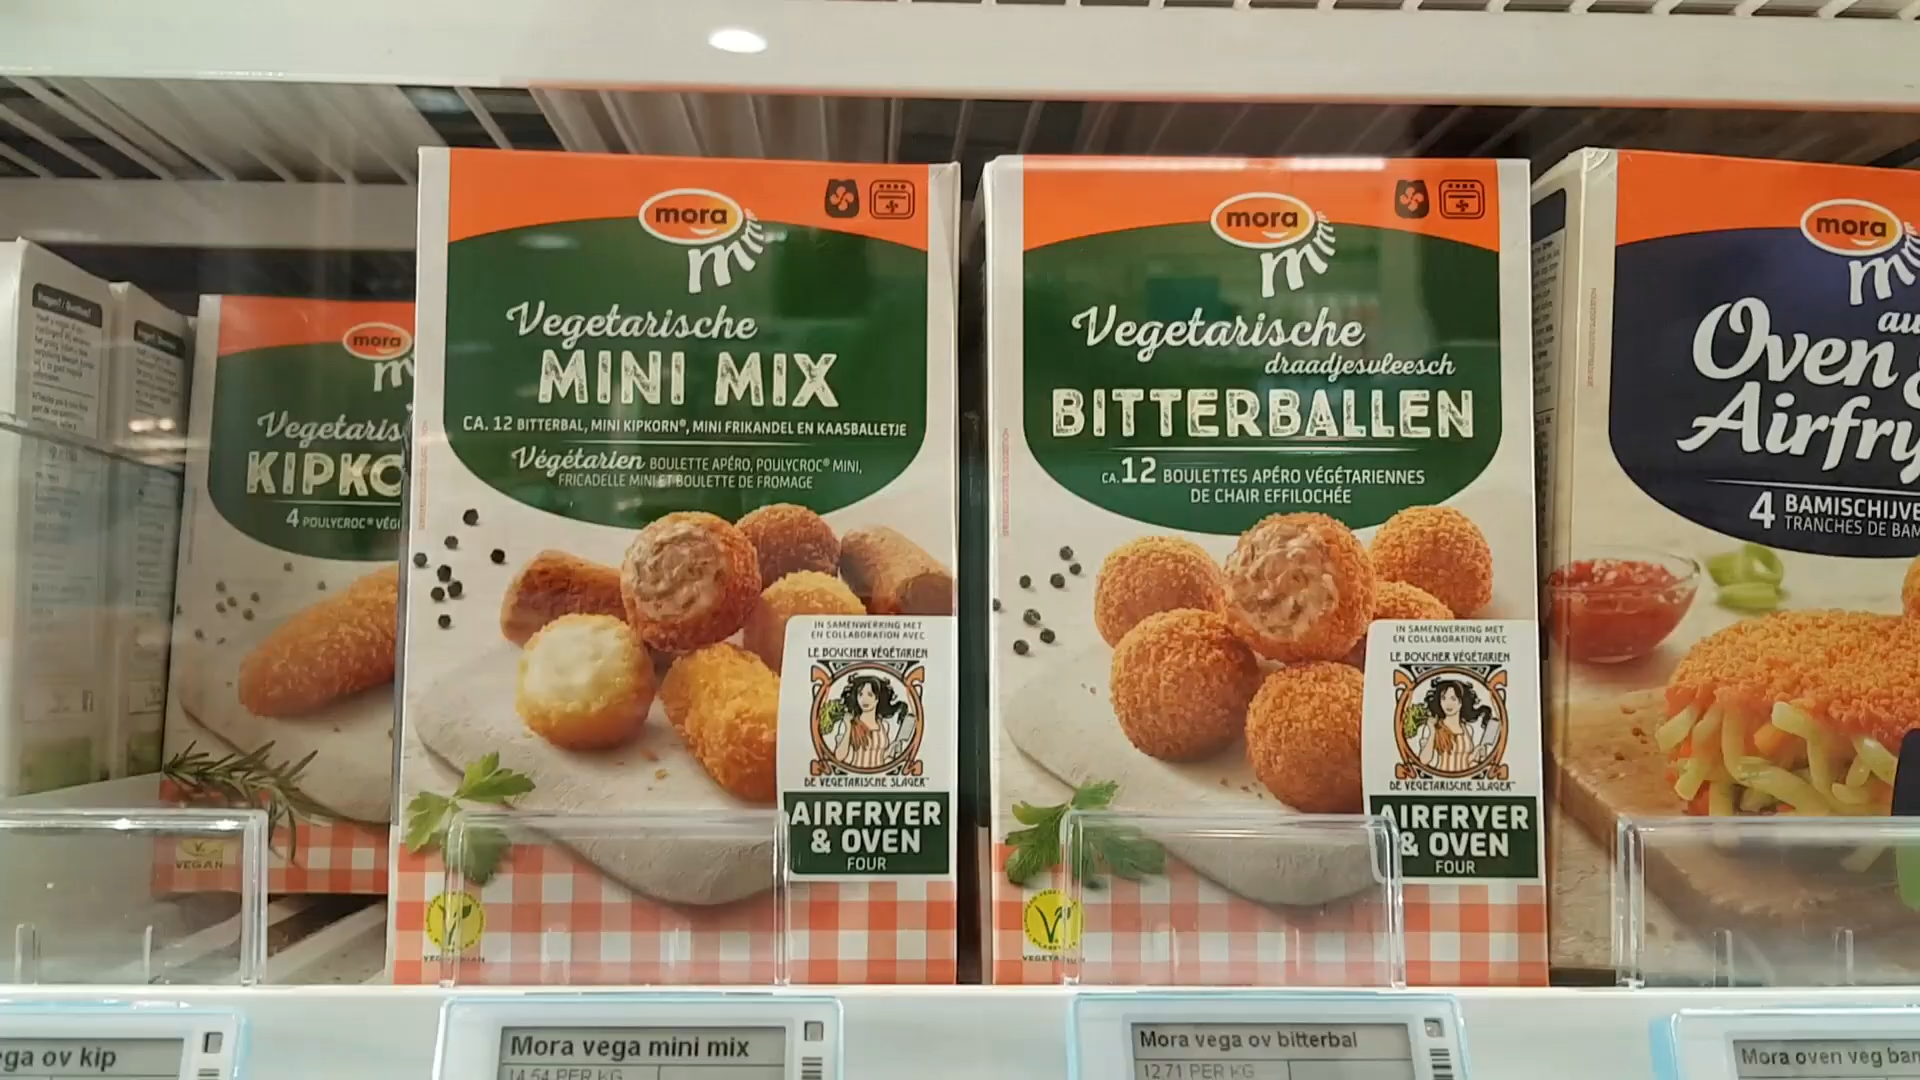 mora
Vegetaris
KIPKO
4 POULYCROC® VÉG
VEGAN
mora
Vegetarische
MINI MIX
CA. 12 BITTERBAL, MINI KIPKORN®, MINI FRIKANDEL EN KAASBALLETJE
Végétarien BOULETTE APÉRO, POULYCROC® MINI,
FRICADELLE MINI ET BOULETTE DE FROMAGE
IN SAMENWERKING MET
EN COLLABORATION AVEC
LE BOUCHER VÉGÉTARIEN
DE VEGETARISCHE SLAGER™
AIRFRYER
& OVEN
FOUR
mora
Vegetarische
draadjesvleesch
BITTERBALLEN
CA. 12 BOULETTES APÉRO VÉGÉTARIENNES
DE CHAIR EFFILOCHÉE
IN SAMENWERKING MET
EN COLLABORATION AVEC
LE BOUCHER VÉGÉTARIEN
DE VEGETARISCHE SLAGER™
AIRFRYER
& OVEN
FOUR
mora
Oven &
Airfry
4 BAMISCHIJVE
TRANCHES DE BAM
ga ov kip
Mora vega mini mix
14.54 PER KG
Mora vega ov bitterbal
12.71 PER KG
Mora oven veg bam